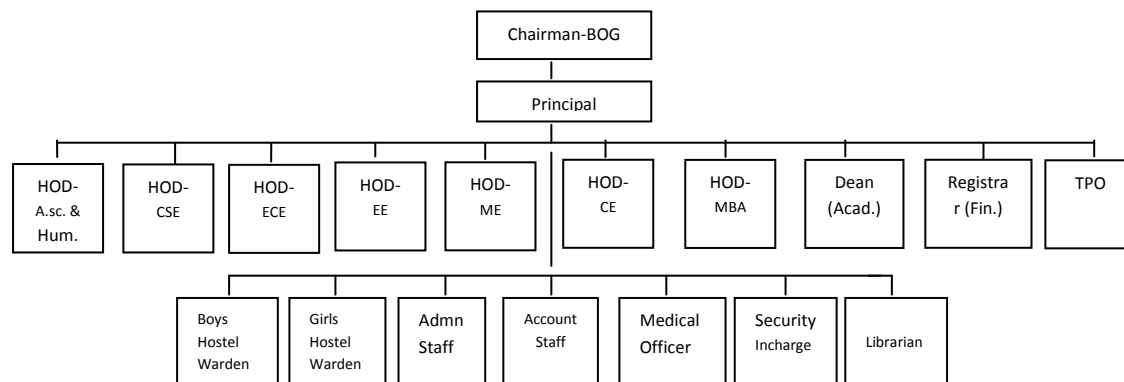 Chairman-BOG
Principal
HOD-
A.sc. &
Hum.
HOD-
CSE
HOD-
ECE
HOD-
EE
HOD-
ME
HOD-
CE
HOD-
MBA
Dean
(Acad.)
Registra
r (Fin.)
TPO
Boys
Hostel
Warden
Girls
Hostel
Warden
Admn
Staff
Account
Staff
Medical
Officer
Security
Incharge
Librarian